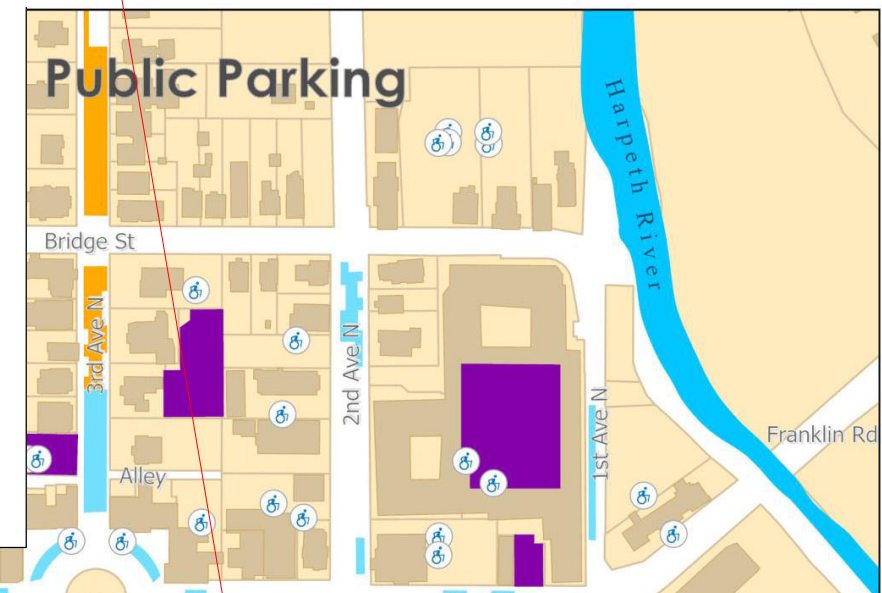 Public Parking
Harpeth River
Bridge St
3rd Ave N
2nd Ave N
1st Ave N
Franklin Rd
Alley